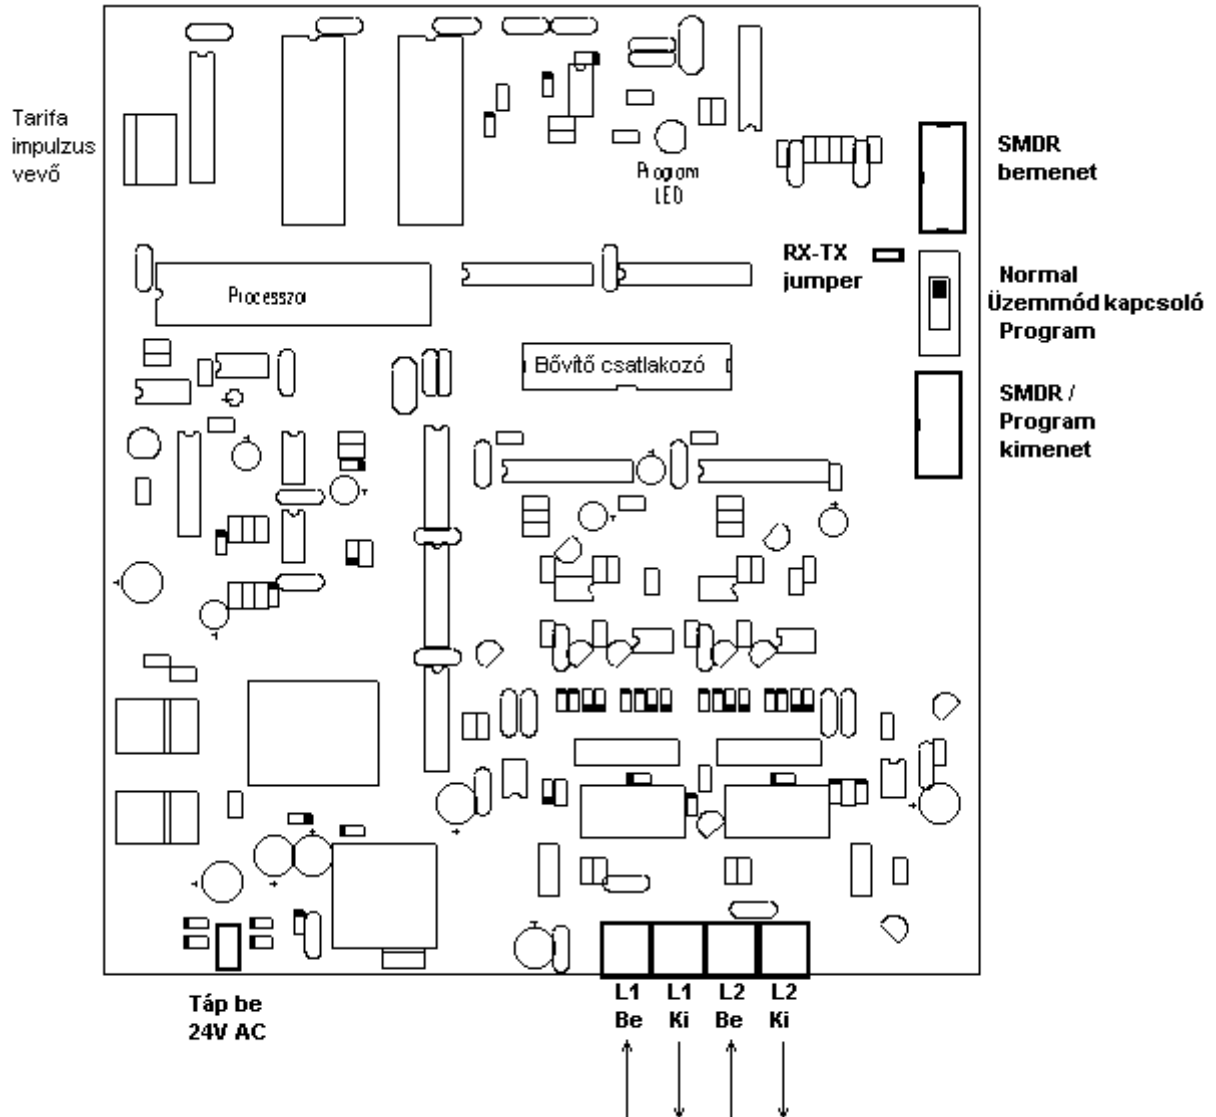 Tarifa
impulzus
vevő
Program
LED
SMDR
bemenet
RX-TX
jumper
Normal
Üzemmód kapcsoló
Program
Processzor
Bővítő csatlakozó
SMDR /
Program
kimenet
Táp be
24V AC
L1 L1 L2 L2
Be Ki Be Ki